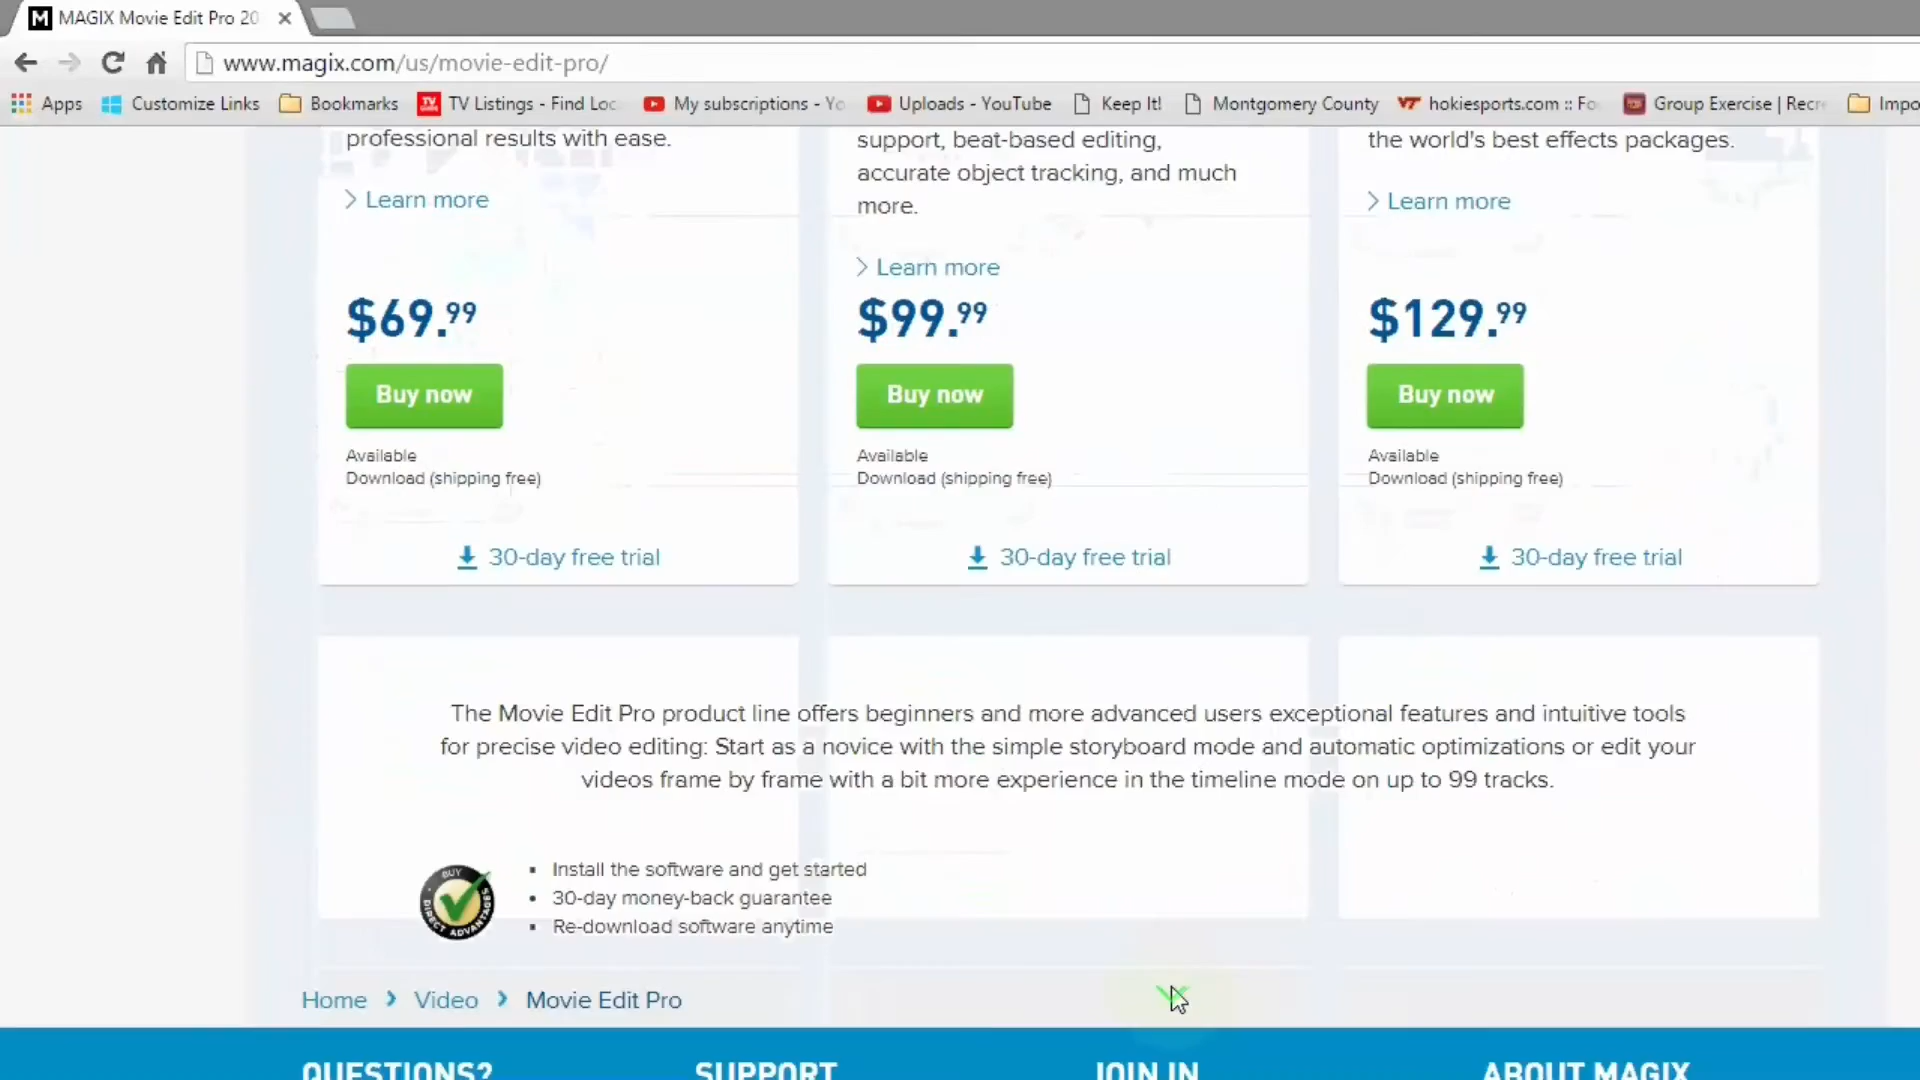 MAGIX Movie Edit Pro 20
www.magix.com/us/movie-edit-pro/
Apps Customize Links Bookmarks TV Listings - Find Loc My subscriptions - Yo Uploads - YouTube Keep It! Montgomery County hokiesports.com :: Fo Group Exercise | Recre Impo
professional results with ease.
Learn more
$69.99
Buy now
Available
Download (shipping free)
30-day free trial
support, beat-based editing,
accurate object tracking, and much
more.
Learn more
$99.99
Buy now
Available
Download (shipping free)
30-day free trial
the world's best effects packages.
Learn more
$129.99
Buy now
Available
Download (shipping free)
30-day free trial
The Movie Edit Pro product line offers beginners and more advanced users exceptional features and intuitive tools
for precise video editing: Start as a novice with the simple storyboard mode and automatic optimizations or edit your
videos frame by frame with a bit more experience in the timeline mode on up to 99 tracks.
BUY DIRECT ADVANTAGES
Install the software and get started
30-day money-back guarantee
Re-download software anytime
Home Video Movie Edit Pro
QUESTIONS? SUPPORT JOIN IN ABOUT MAGIX